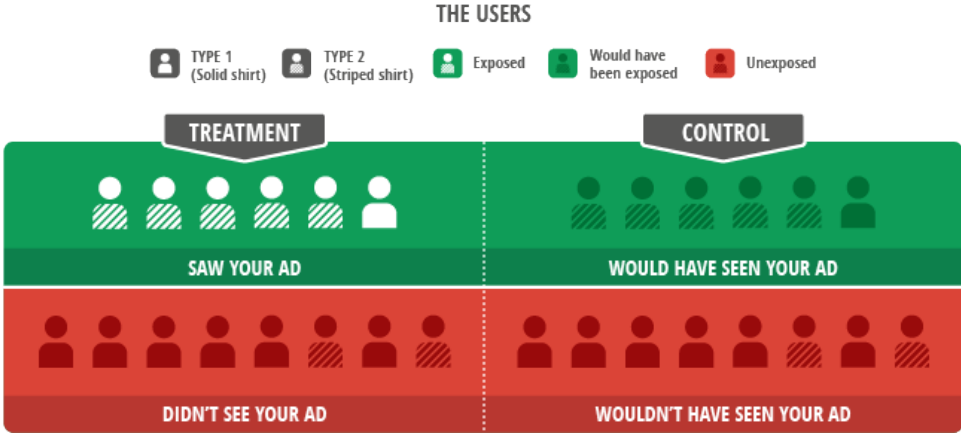 THE USERS
TYPE 1
(Solid shirt)
TYPE 2
(Striped shirt)
Exposed
Would have
been exposed
Unexposed
TREATMENT
CONTROL
SAW YOUR AD
WOULD HAVE SEEN YOUR AD
DIDN'T SEE YOUR AD
WOULDN'T HAVE SEEN YOUR AD